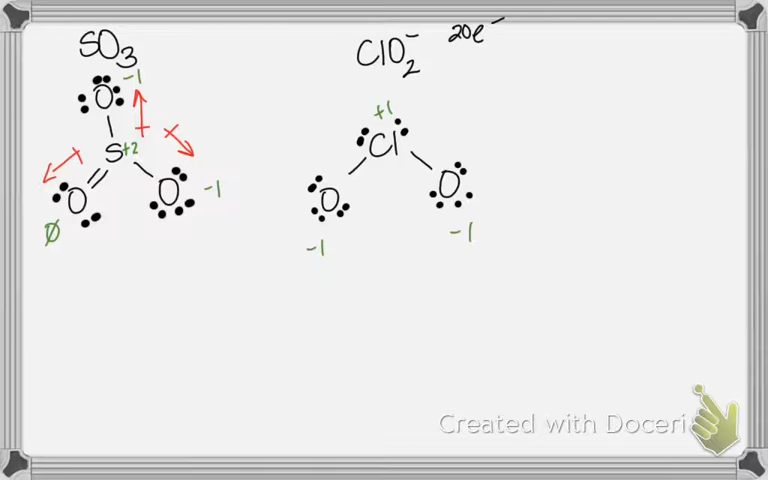 SO3
ClO2⁻ 20e⁻
-1
O
+1
S +2
Cl
O
O -1
O
O
∅
-1
-1
Created with Doceri